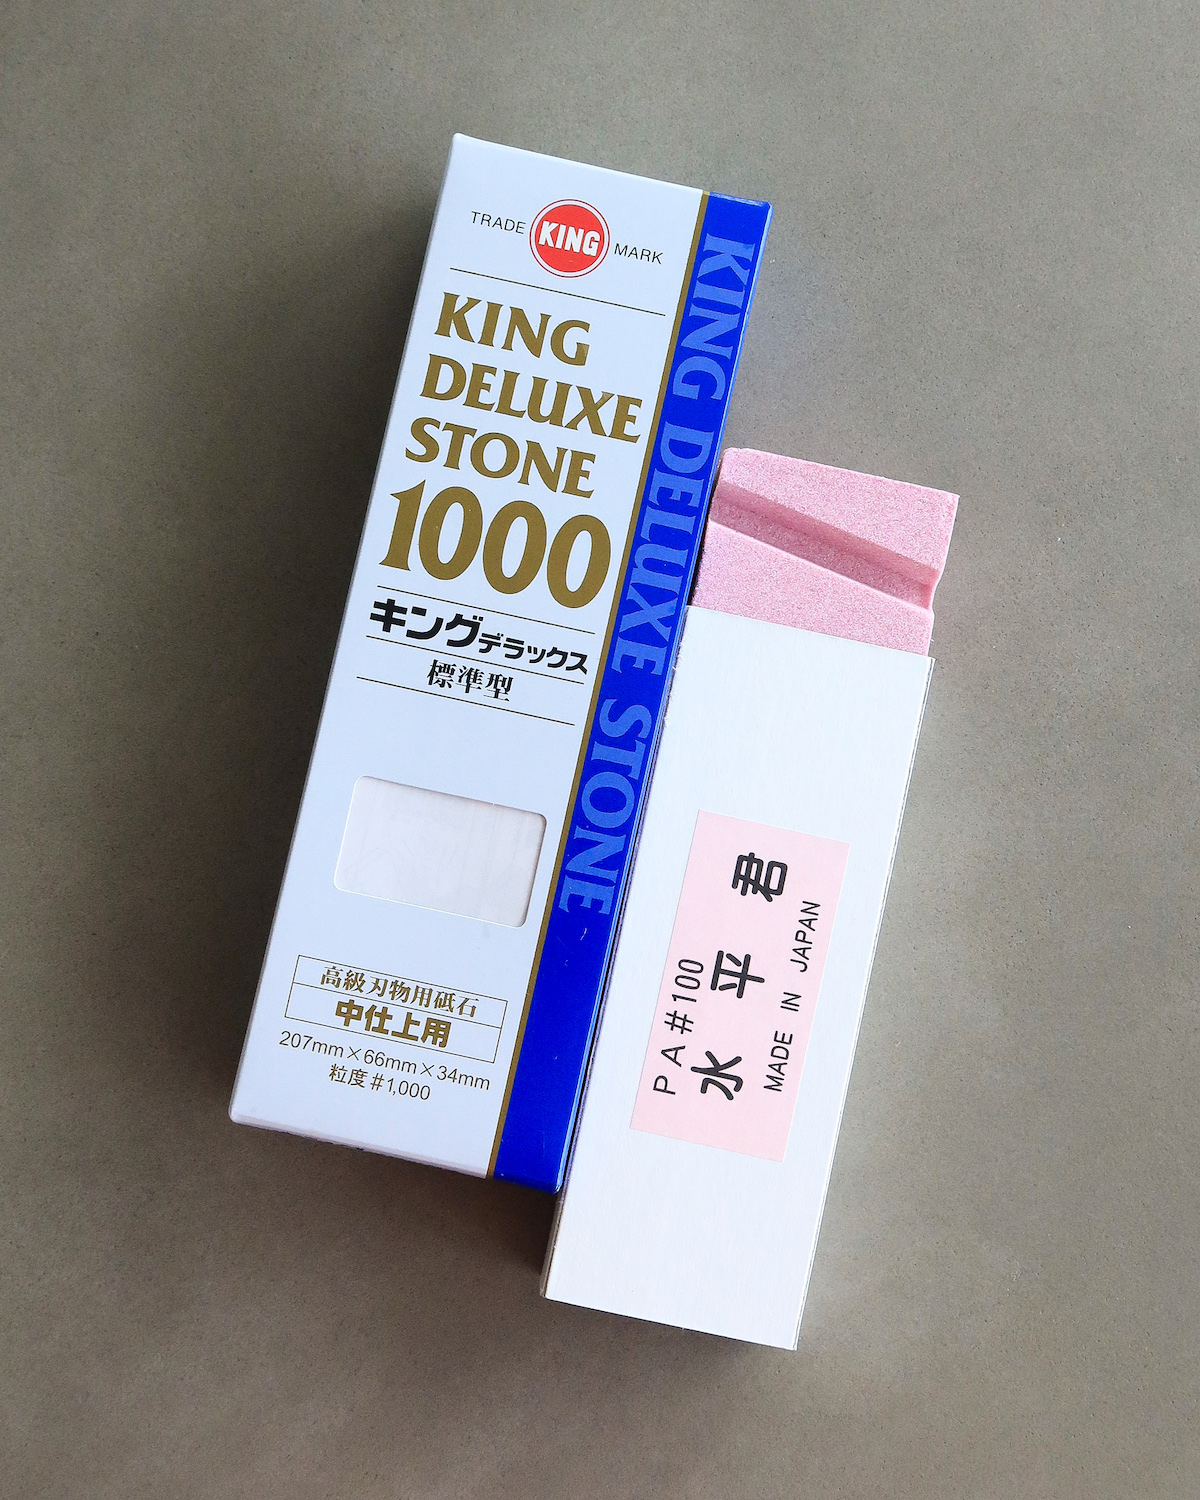 TRADE KING MARK
KING
DELUXE
STONE
1000
キングデラックス
標準型
高級刃物用砥石
中仕上用
207mm×66mm×34mm
粒度#1,000
KING DELUXE STONE
PA#100
水平君
MADE IN JAPAN